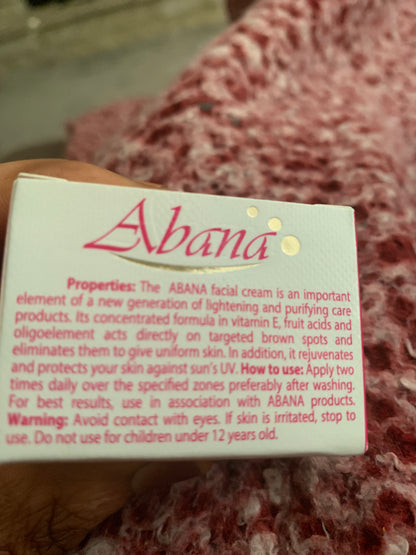 Abana
Properties: The ABANA facial cream is an important
element of a new generation of lightening and purifying care
products. Its concentrated formula in vitamin E, fruit acids and
oligoelement acts directly on targeted brown spots and
eliminates them to give uniform skin. In addition, it rejuvenates
and protects your skin against sun's UV. How to use: Apply two
times daily over the specified zones preferably after washing.
For best results, use in association with ABANA products.
Warning: Avoid contact with eyes. If skin is irritated, stop to
use. Do not use for children under 12 years old.